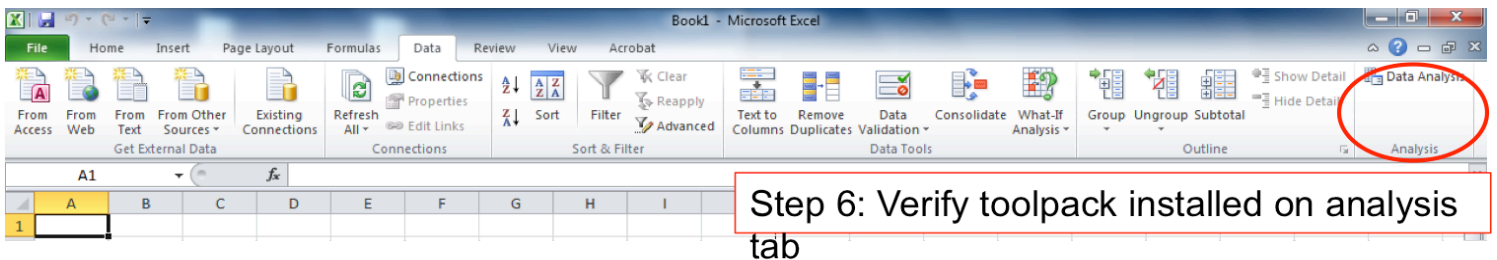 Book1 - Microsoft Excel
File Home Insert Page Layout Formulas Data Review View Acrobat
From Access From Web From Text From Other Sources Existing Connections Refresh All Connections Properties Edit Links A Z Z A A Z Z A Sort Filter Clear Reapply Advanced Text to Columns Remove Duplicates Data Validation Consolidate What-If Analysis Group Ungroup Subtotal Show Detail Hide Detail Data Analysis
Get External Data Connections Sort & Filter Data Tools Outline Analysis
A1 fx
A B C D E F G H I
1
Step 6: Verify toolpack installed on analysis
tab